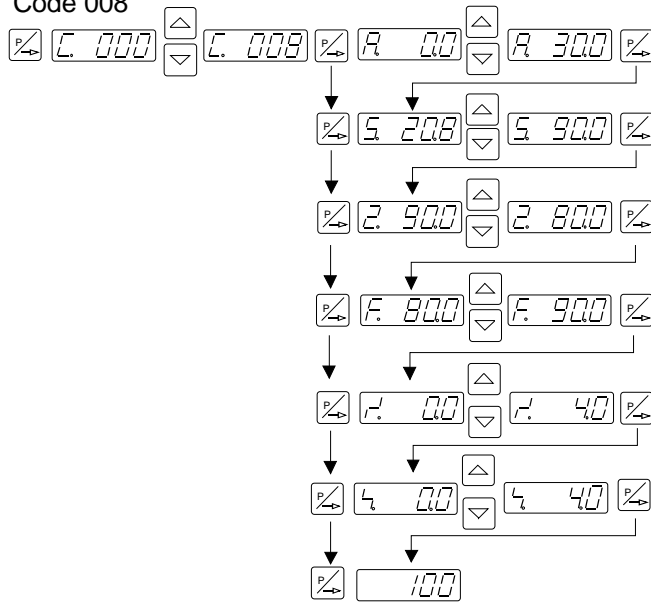 Code 008
P C. 000 C. 008 P A. 0.0 A. 30.0 P
P S. 20.8 S. 90.0 P
P 2. 90.0 2. 80.0 P
P F. 80.0 F. 90.0 P
P 0.0 4.0 P
P 0.0 4.0 P
P 100